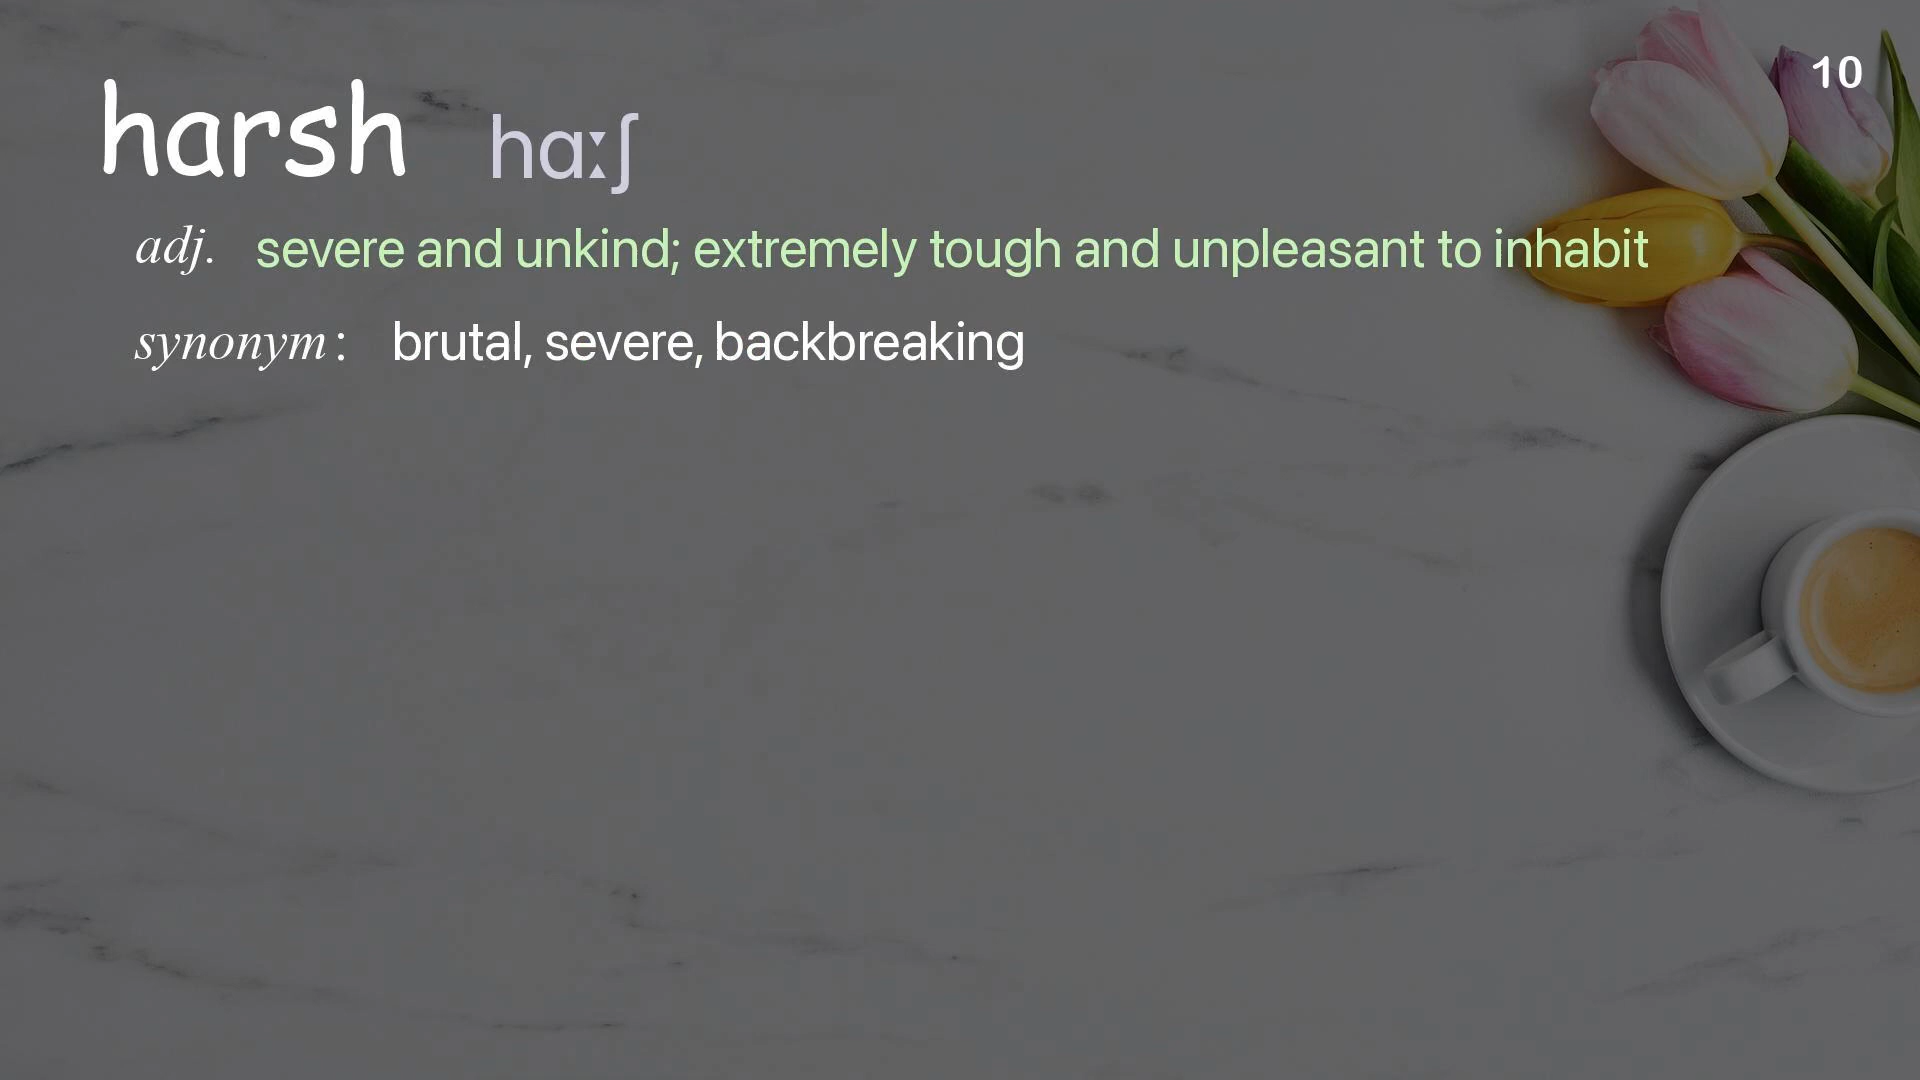 10
harsh hɑːʃ
adj. severe and unkind; extremely tough and unpleasant to inhabit
synonym: brutal, severe, backbreaking